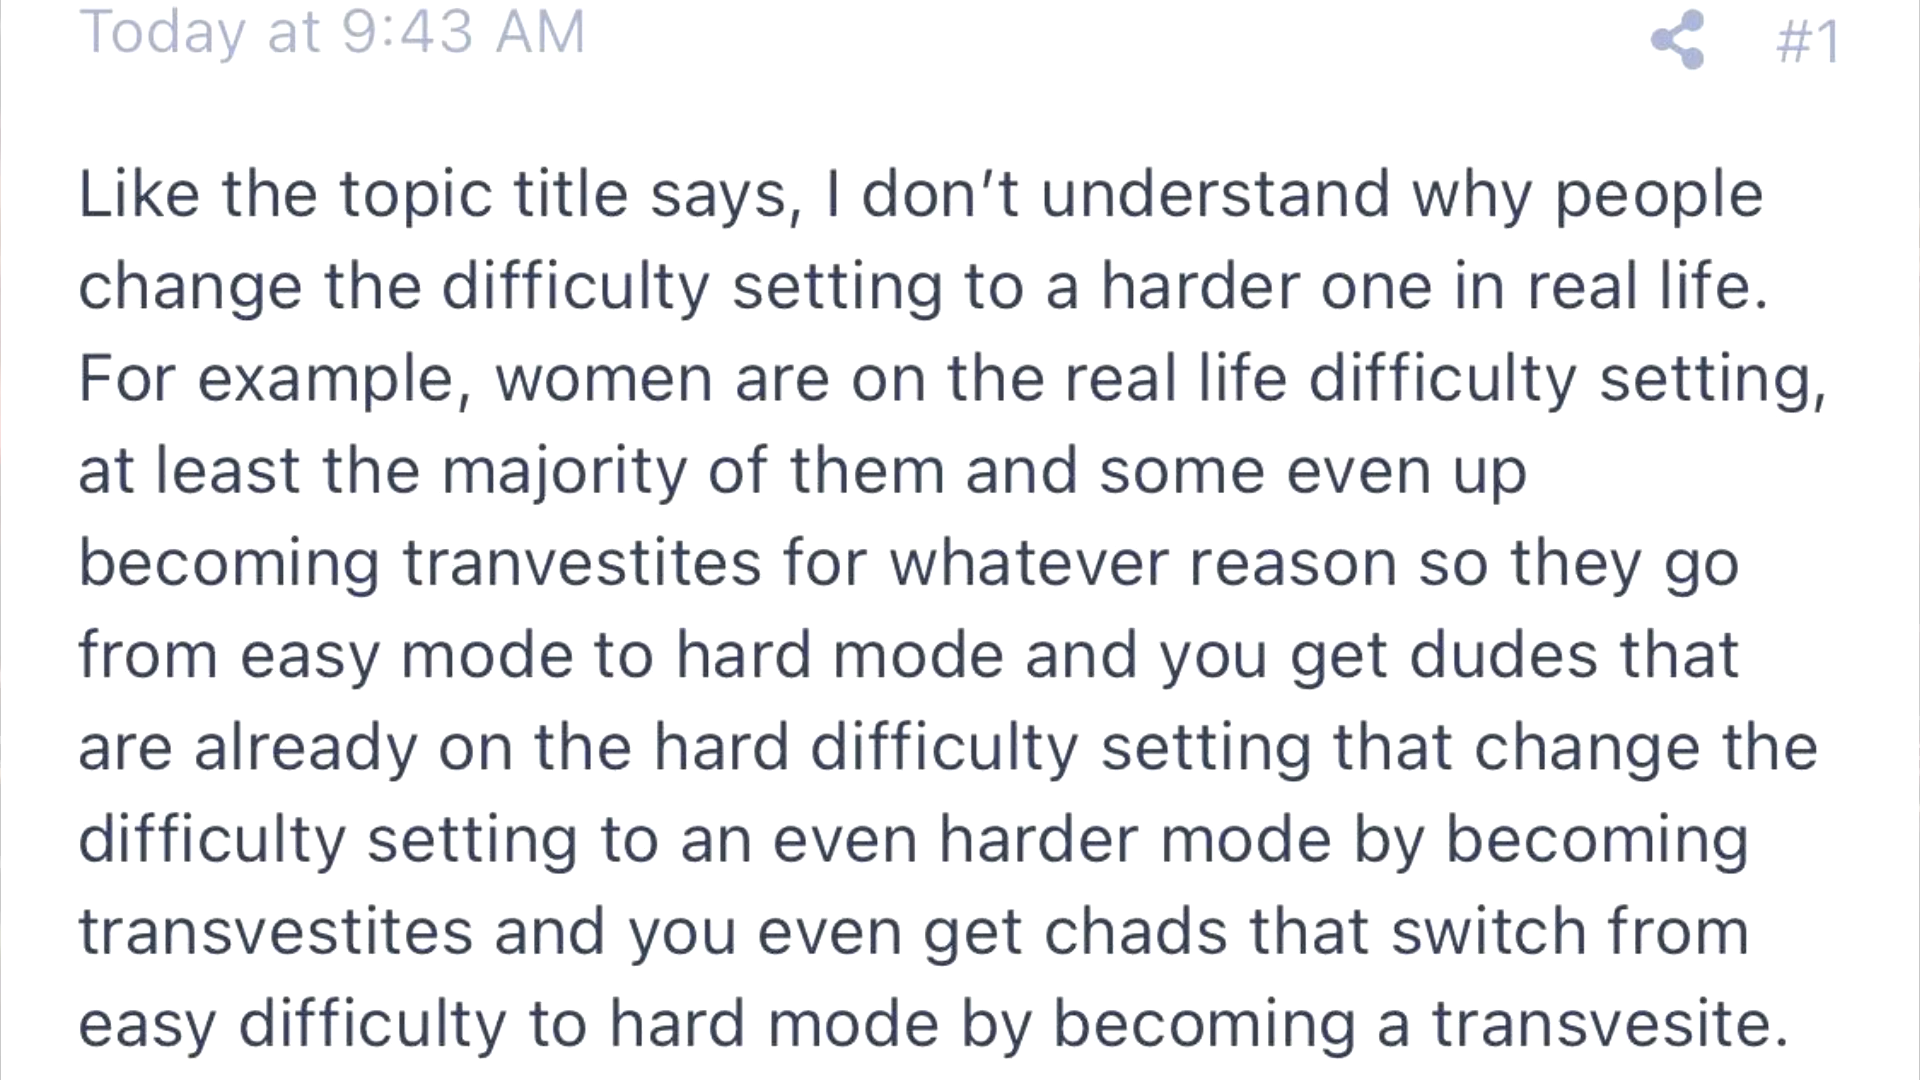 Today at 9:43 AM
#1
Like the topic title says, I don’t understand why people
change the difficulty setting to a harder one in real life.
For example, women are on the real life difficulty setting,
at least the majority of them and some even up
becoming tranvestites for whatever reason so they go
from easy mode to hard mode and you get dudes that
are already on the hard difficulty setting that change the
difficulty setting to an even harder mode by becoming
transvestites and you even get chads that switch from
easy difficulty to hard mode by becoming a transvesite.